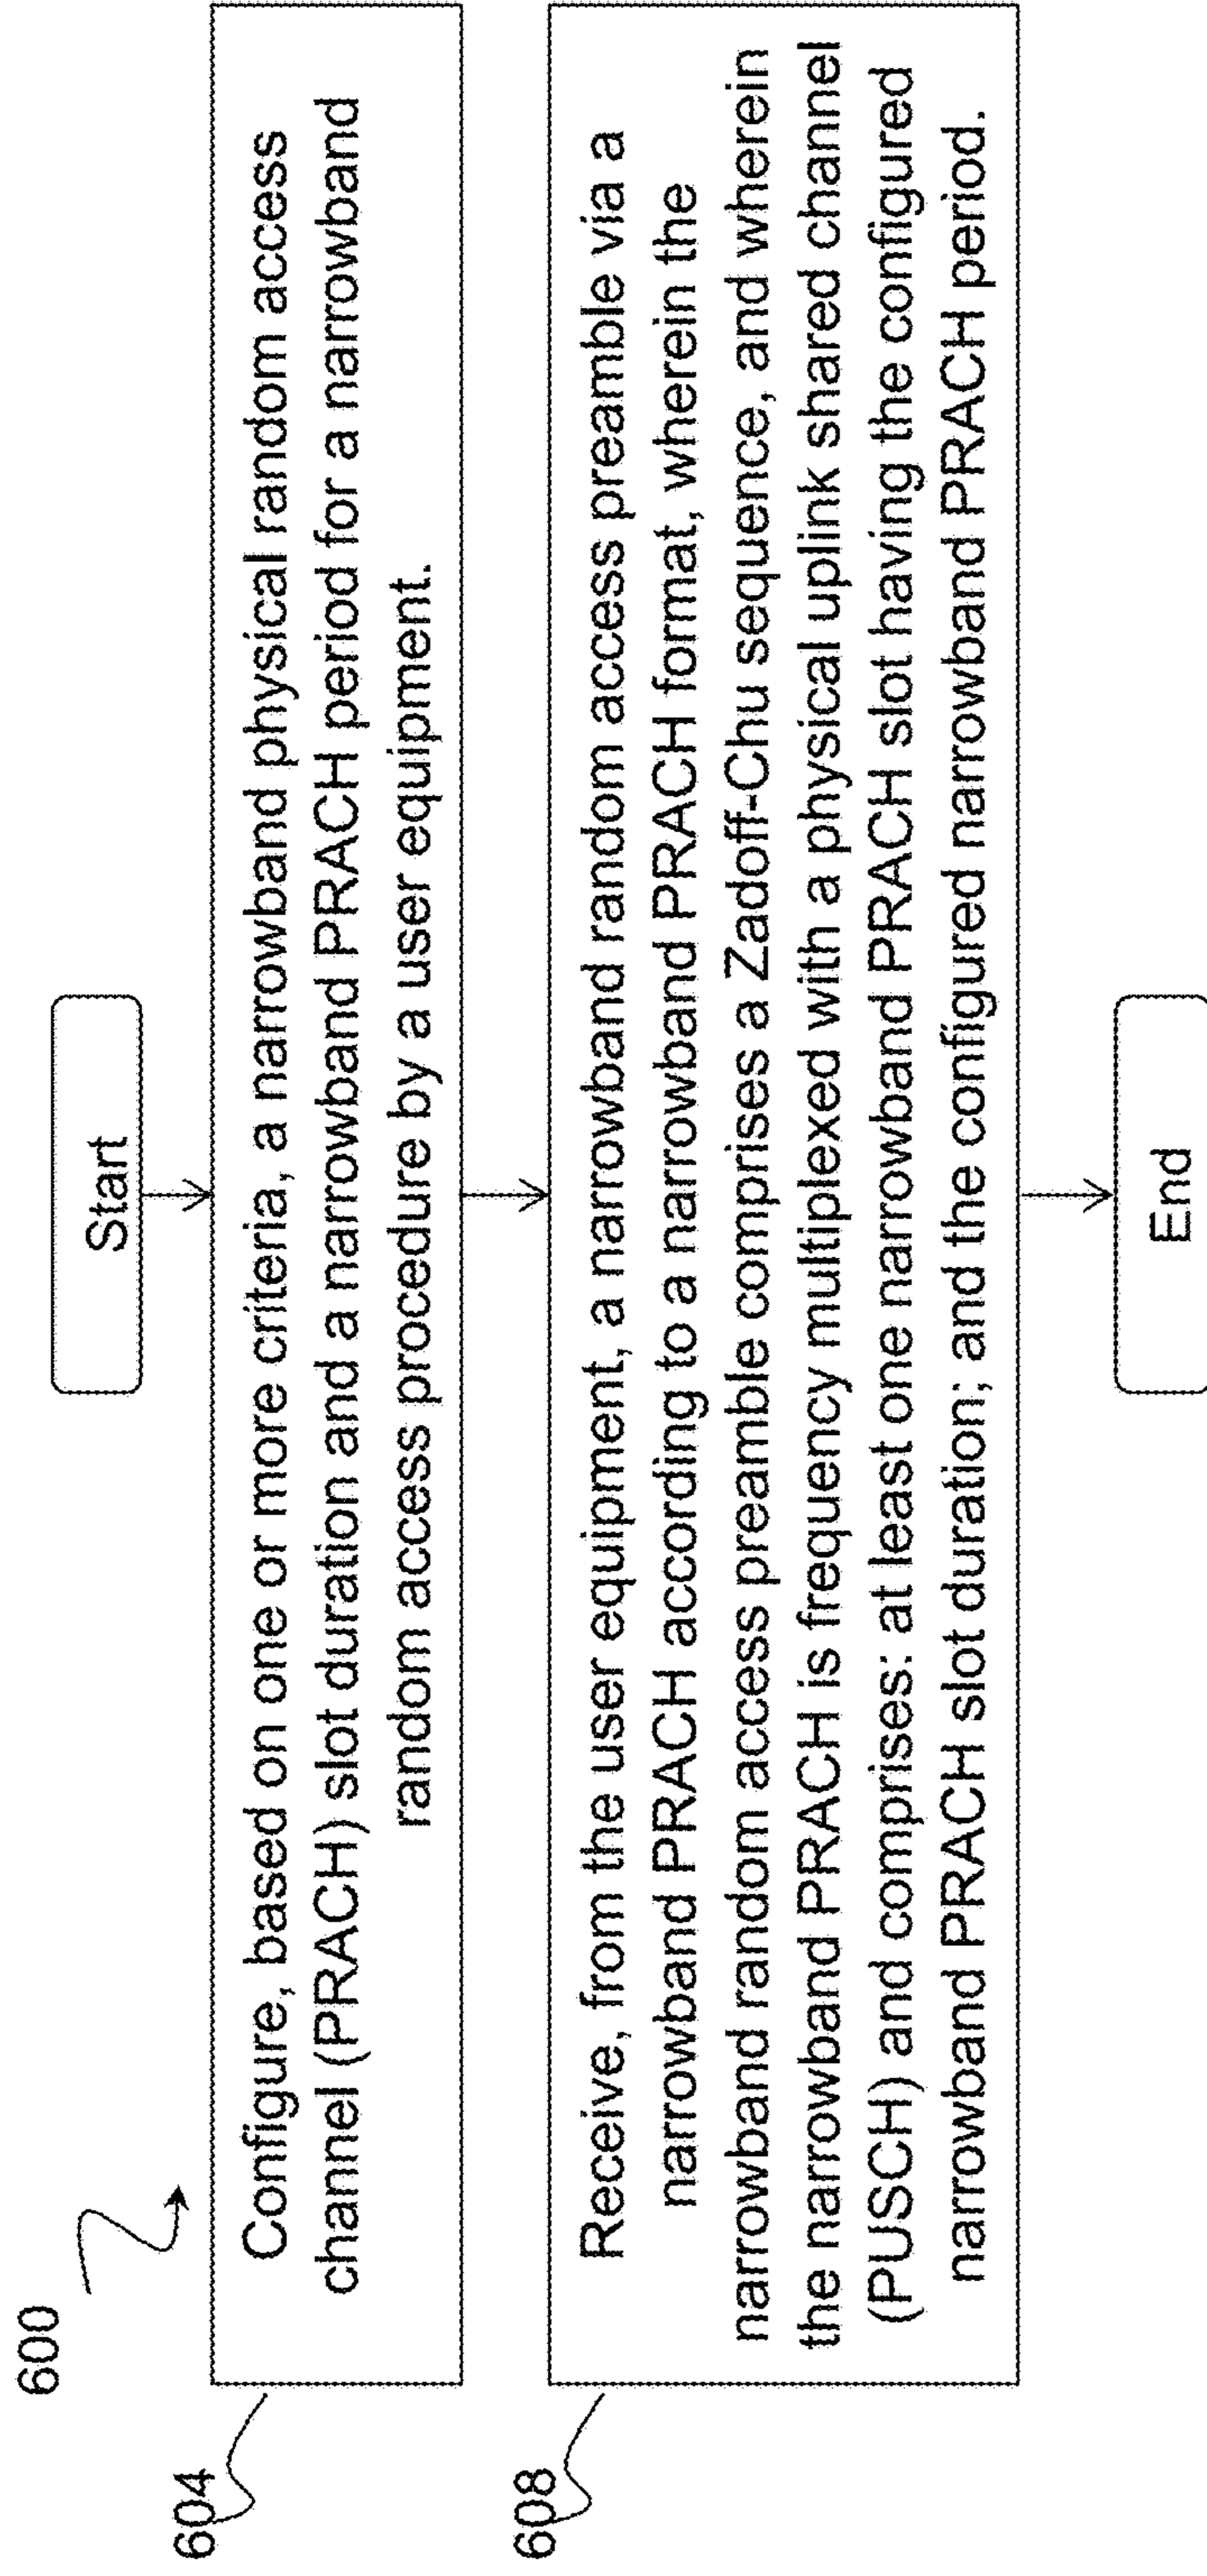 600
Start
604
Configure, based on one or more criteria, a narrowband physical random access
channel (PRACH) slot duration and a narrowband PRACH period for a narrowband
random access procedure by a user equipment.
608
Receive, from the user equipment, a narrowband random access preamble via a
narrowband PRACH according to a narrowband PRACH format, wherein the
narrowband random access preamble comprises a Zadoff-Chu sequence, and wherein
the narrowband PRACH is frequency multiplexed with a physical uplink shared channel
(PUSCH) and comprises: at least one narrowband PRACH slot having the configured
narrowband PRACH slot duration; and the configured narrowband PRACH period.
End